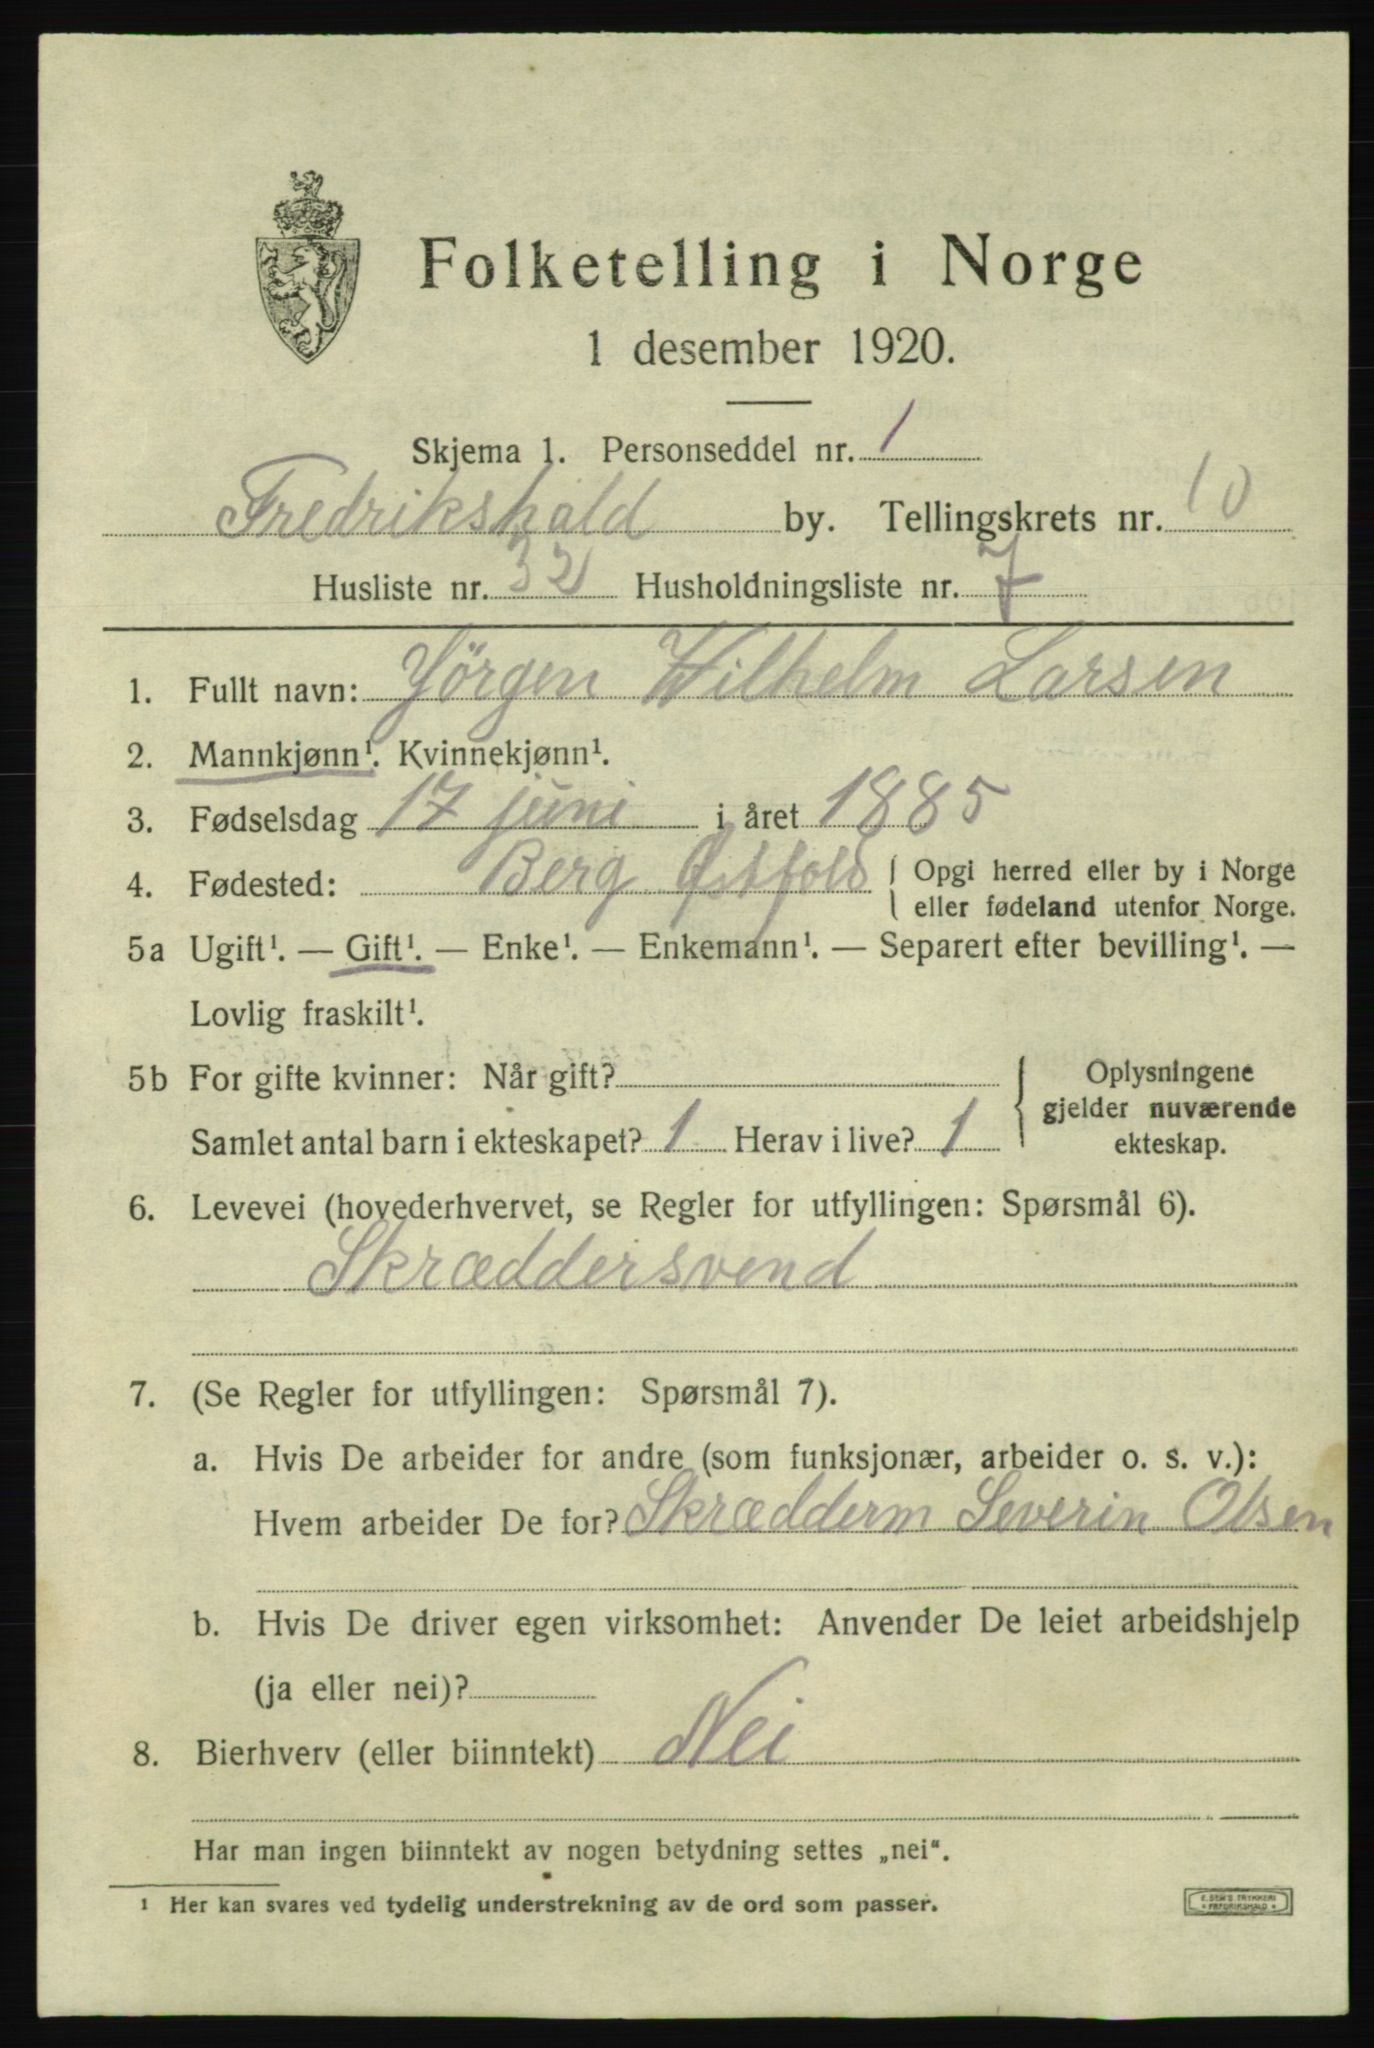 Folketelling i Norge
1 desember 1920.
Skjema 1. Personseddel nr. 1
Fredrikshald by. Tellingskrets nr. 10
Husliste nr. 32 Husholdningsliste nr. 7
1. Fullt navn: Jörgen Wilhelm Larsen
2. Mannkjønn¹. Kvinnekjønn¹.
3. Fødselsdag 17 juni i året 1885
4. Fødested: Berg Østfold { Opgi herred eller by i Norge
eller fødeland utenfor Norge.
5a Ugift¹. — Gift¹. — Enke¹. — Enkemann¹. — Separert efter bevilling¹. —
Lovlig fraskilt¹.
5b For gifte kvinner: Når gift?
Samlet antal barn i ekteskapet? 1 Herav i live? 1
} Oplysningene
gjelder nuværende
ekteskap.
6. Levevei (hovederhvervet, se Regler for utfyllingen: Spørsmål 6).
Skræddersvend
7. (Se Regler for utfyllingen: Spørsmål 7).
a. Hvis De arbeider for andre (som funksjonær, arbeider o. s. v.):
Hvem arbeider De for? Skrædderm Severin Olsen
b. Hvis De driver egen virksomhet: Anvender De leiet arbeidshjelp
(ja eller nei)?
8. Bierhverv (eller biinntekt) Nei
Har man ingen biinntekt av nogen betydning settes „nei“.
¹ Her kan svares ved tydelig understrekning av de ord som passer.
E. SEM'S TRYKKERI
• FREDRIKSHALD •